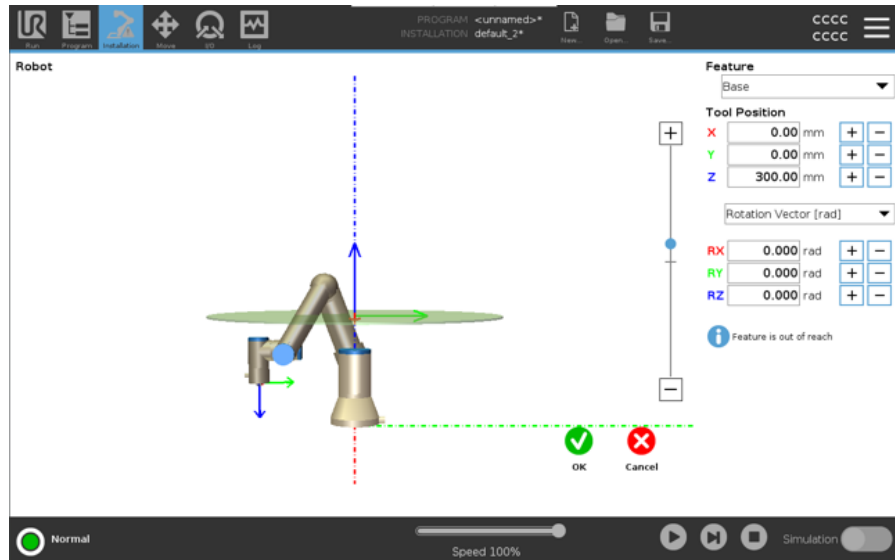 UR
PROGRAM <unnamed>*
INSTALLATION default_2*
CCCC
CCCC
Run Program Installation Move I/O Log
New... Open... Save...
Robot
Feature
Base
Tool Position
X 0.00 mm + −
Y 0.00 mm + −
Z 300.00 mm + −
Rotation Vector [rad]
RX 0.000 rad + −
RY 0.000 rad + −
RZ 0.000 rad + −
i Feature is out of reach
+
−
OK Cancel
Normal
Speed 100%
Simulation